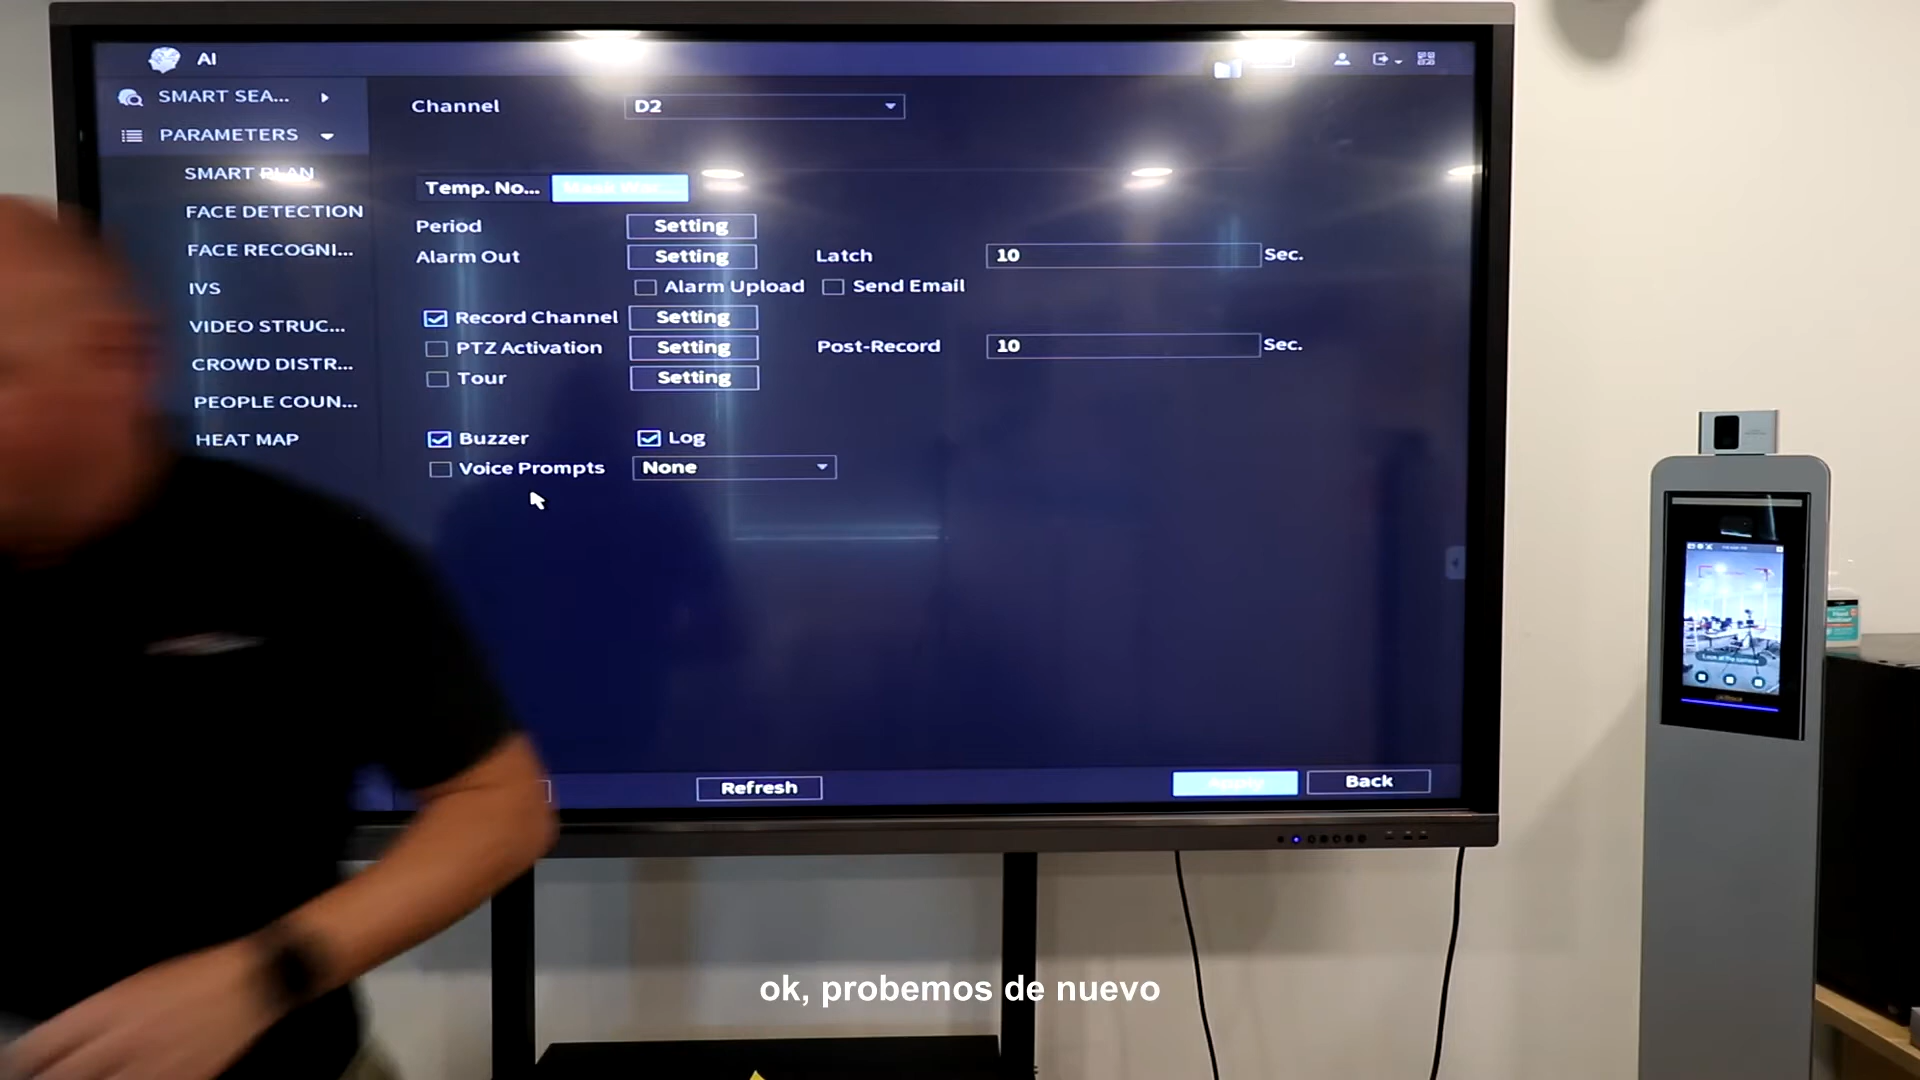 AI
SMART SEA...
PARAMETERS
SMART PLAN
FACE DETECTION
FACE RECOGNI...
IVS
VIDEO STRUC...
CROWD DISTR...
PEOPLE COUN...
HEAT MAP
Channel D2
Temp. No...
Period Setting
Alarm Out Setting Latch 10 Sec.
Alarm Upload Send Email
Record Channel Setting
PTZ Activation Setting Post-Record 10 Sec.
Tour Setting
Buzzer Log
Voice Prompts None
Refresh Back
ok, probemos de nuevo